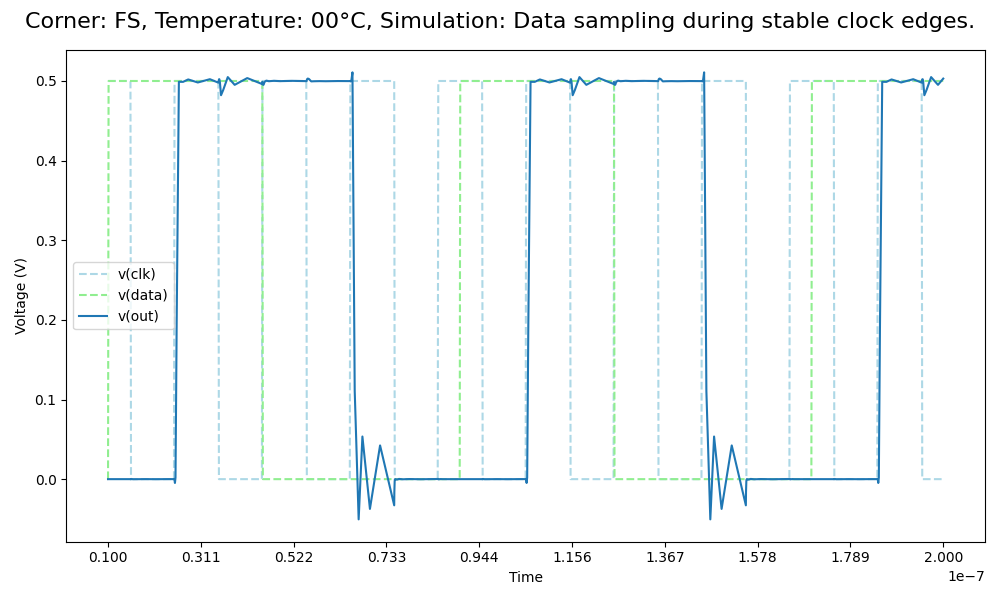 Corner: FS, Temperature: 00°C, Simulation: Data sampling during stable clock edges.
Voltage (V)
0.5
0.4
0.3
0.2
0.1
0.0
v(clk)
v(data)
v(out)
0.100 0.311 0.522 0.733 0.944 1.156 1.367 1.578 1.789 2.000
Time
1e−7